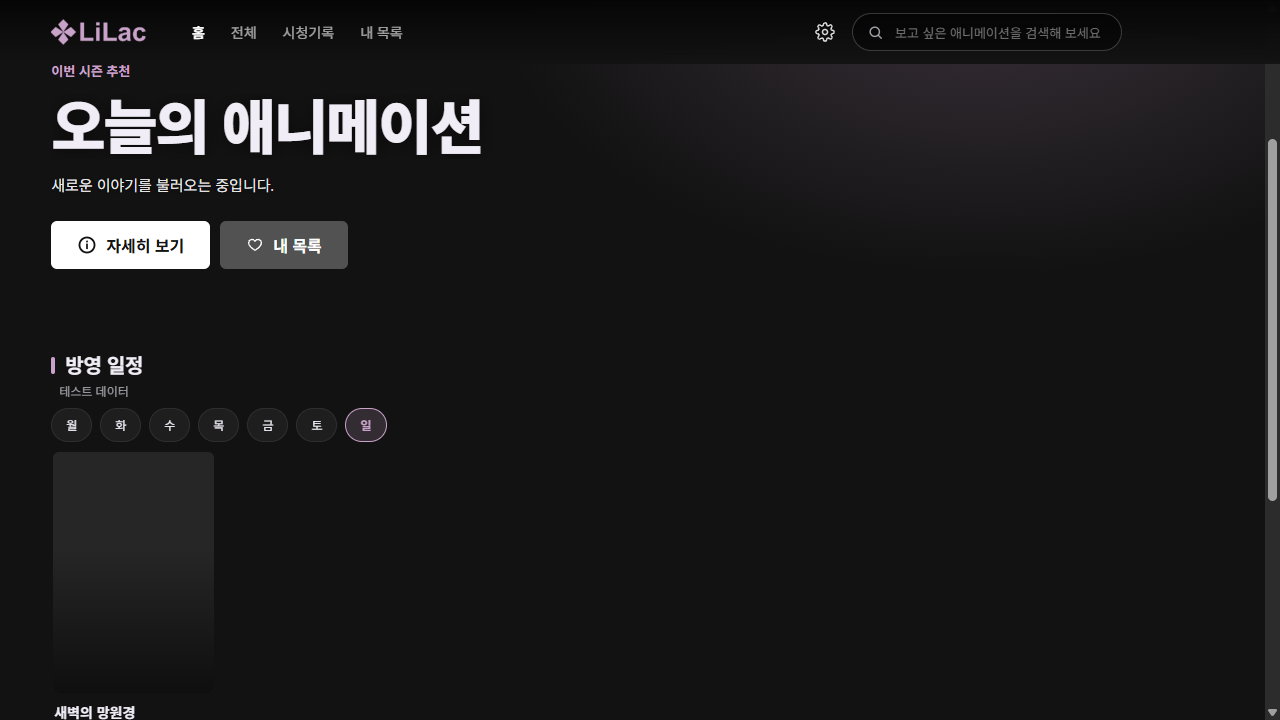 LiLac
홈 전체 시청기록 내 목록
보고 싶은 애니메이션을 검색해 보세요
이번 시즌 추천
오늘의 애니메이션
새로운 이야기를 불러오는 중입니다.
자세히 보기 내 목록
방영 일정
테스트 데이터
월 화 수 목 금 토 일
새벽의 망원경